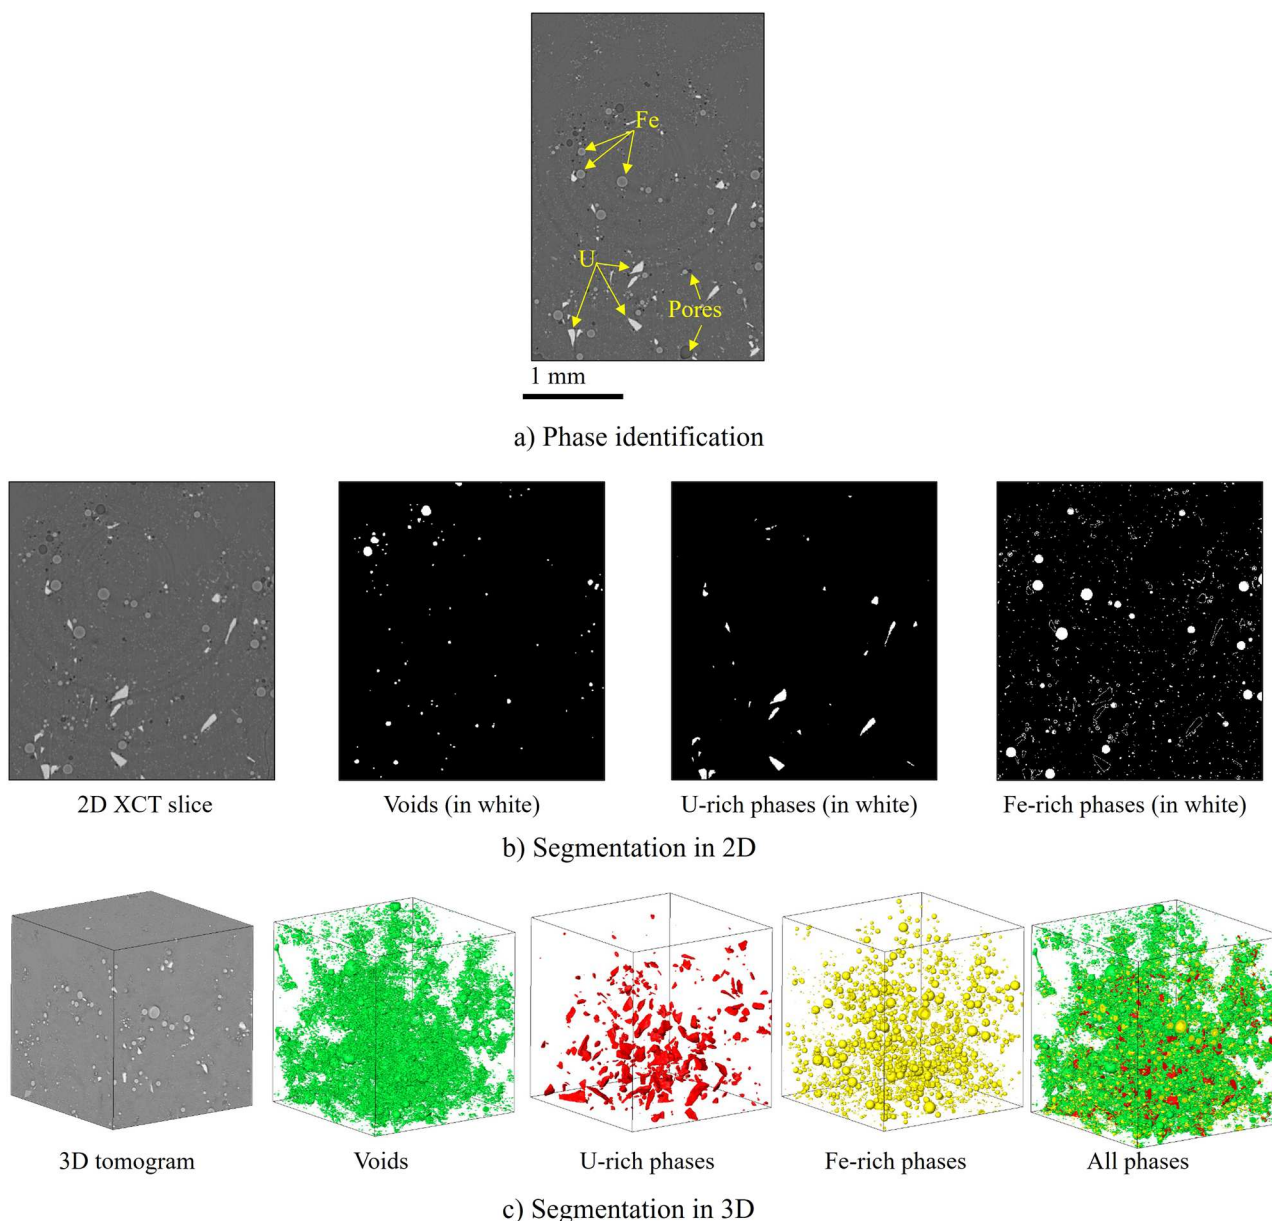 Fe
U
Pores
1 mm
a) Phase identification
2D XCT slice
Voids (in white)
U-rich phases (in white)
Fe-rich phases (in white)
b) Segmentation in 2D
3D tomogram
Voids
U-rich phases
Fe-rich phases
All phases
c) Segmentation in 3D